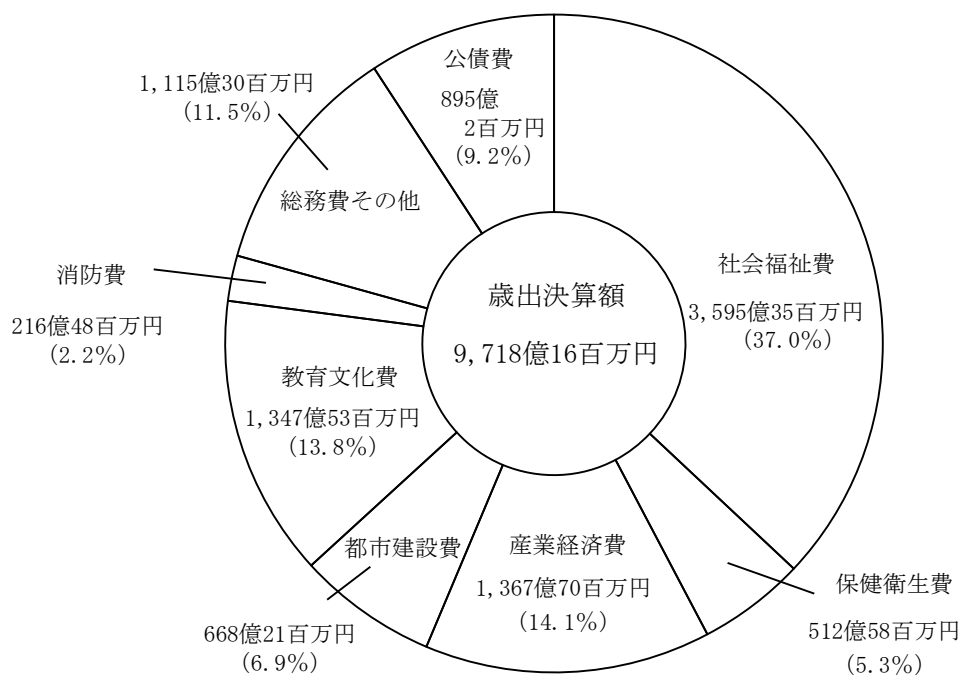 公債費
895億
2百万円
(9.2%)
1,115億30百万円
(11.5%)
総務費その他
消防費
216億48百万円
(2.2%)
歳出決算額
9,718億16百万円
社会福祉費
3,595億35百万円
(37.0%)
教育文化費
1,347億53百万円
(13.8%)
都市建設費
668億21百万円
(6.9%)
産業経済費
1,367億70百万円
(14.1%)
保健衛生費
512億58百万円
(5.3%)